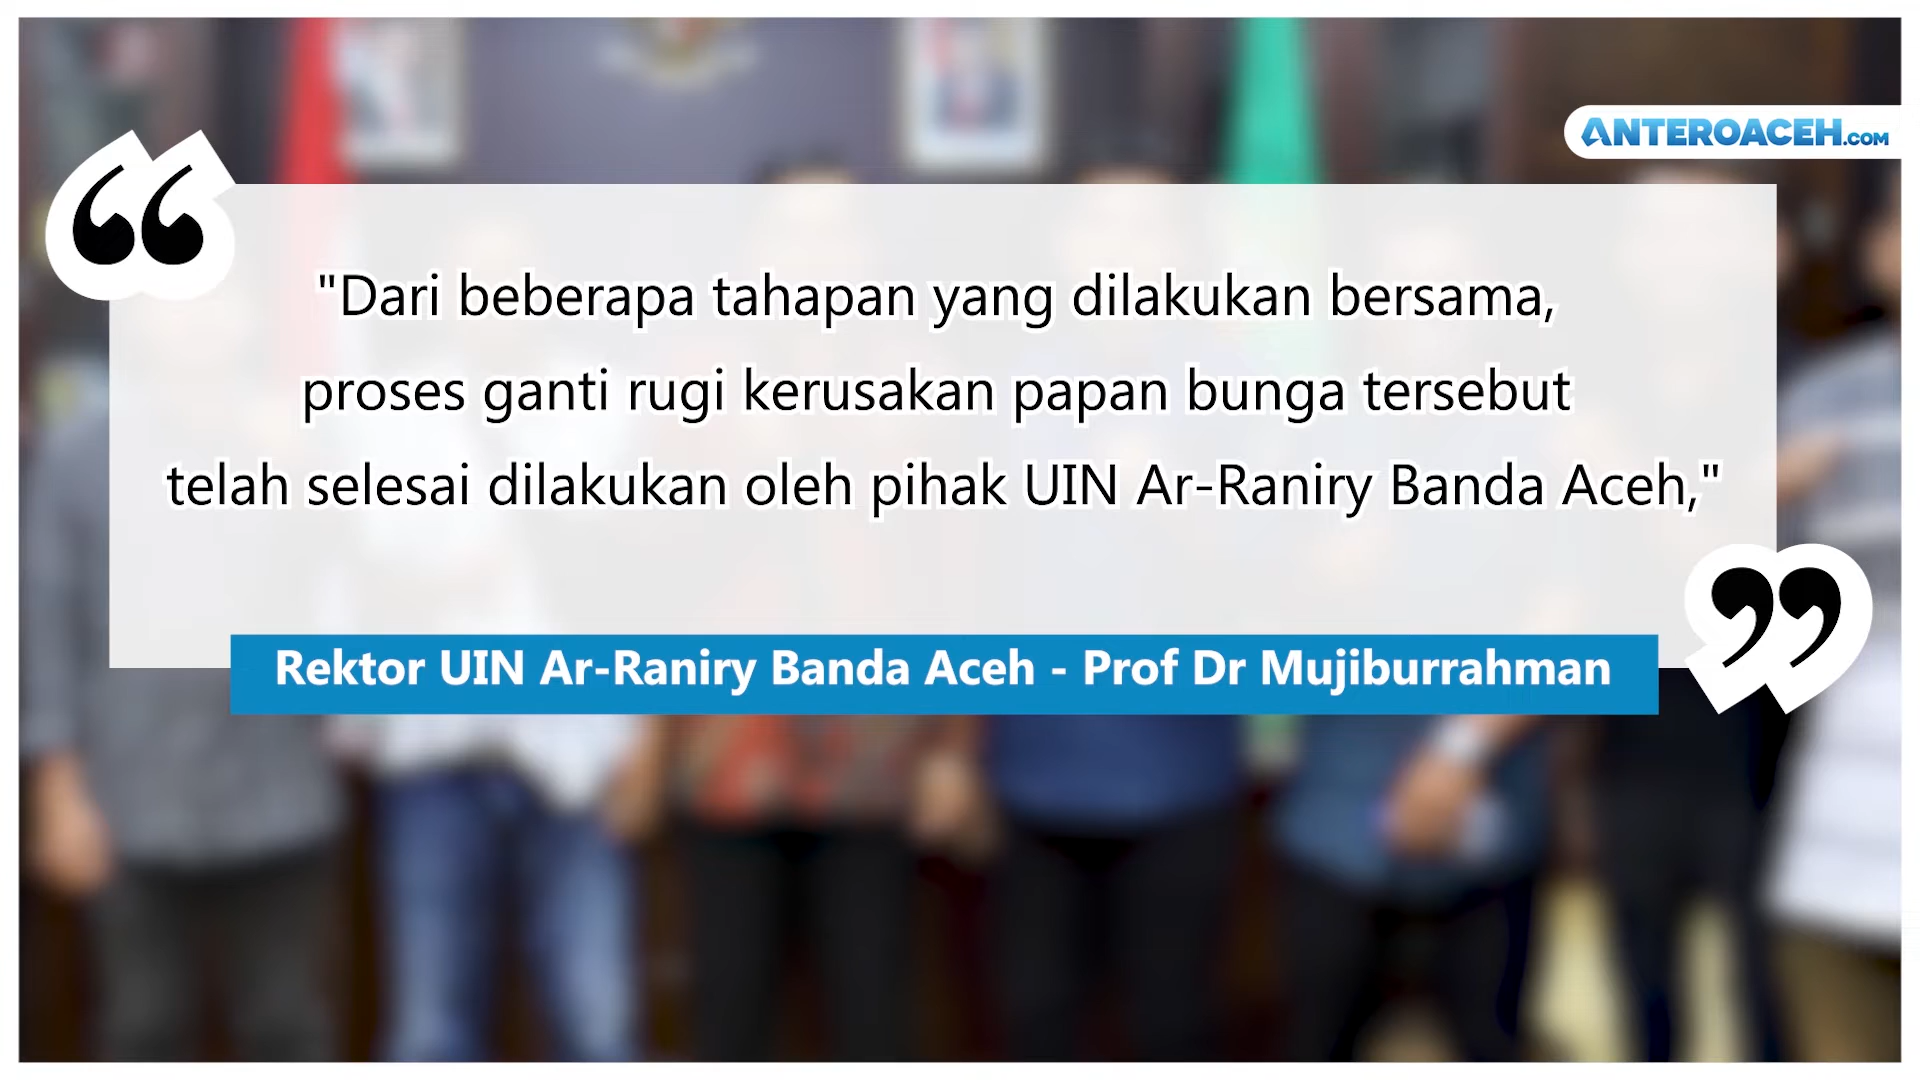 ANTEROACEH.COM
"Dari beberapa tahapan yang dilakukan bersama,
proses ganti rugi kerusakan papan bunga tersebut
telah selesai dilakukan oleh pihak UIN Ar-Raniry Banda Aceh,"
Rektor UIN Ar-Raniry Banda Aceh - Prof Dr Mujiburrahman